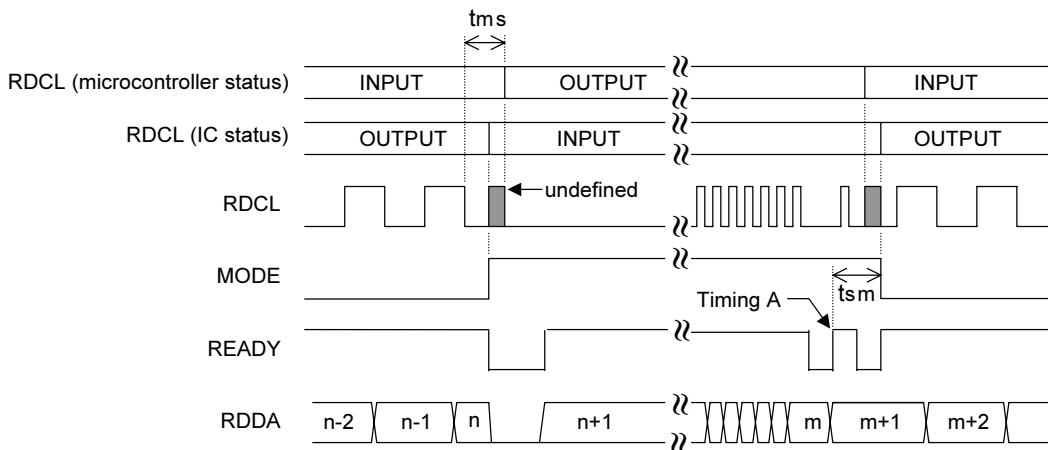 tms
RDCL (microcontroller status) INPUT OUTPUT INPUT
RDCL (IC status) OUTPUT INPUT OUTPUT
RDCL undefined
MODE
Timing A tsm
READY
RDDA n-2 n-1 n n+1 m m+1 m+2